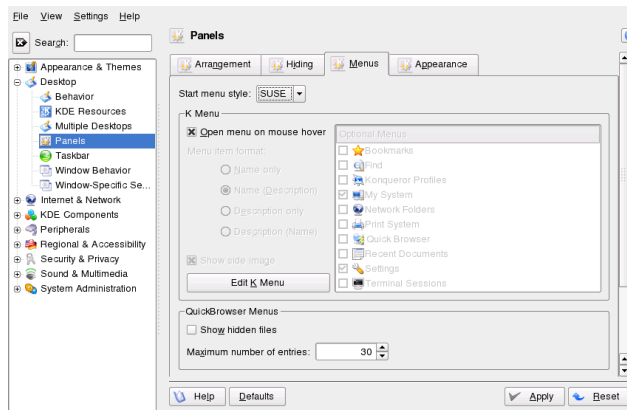 File View Settings Help
Search:
Appearance & Themes
Desktop
Behavior
KDE Resources
Multiple Desktops
Panels
Taskbar
Window Behavior
Window-Specific Se...
Internet & Network
KDE Components
Peripherals
Regional & Accessibility
Security & Privacy
Sound & Multimedia
System Administration
Panels
Arrangement Hiding Menus Appearance
Start menu style: SUSE
K Menu
Open menu on mouse hover
Menu item format:
Name only
Name (Description)
Description only
Description (Name)
Show side image
Edit K Menu
Optional Menus
Bookmarks
Find
Konqueror Profiles
My System
Network Folders
Print System
Quick Browser
Recent Documents
Settings
Terminal Sessions
QuickBrowser Menus
Show hidden files
Maximum number of entries: 30
Help Defaults Apply Reset